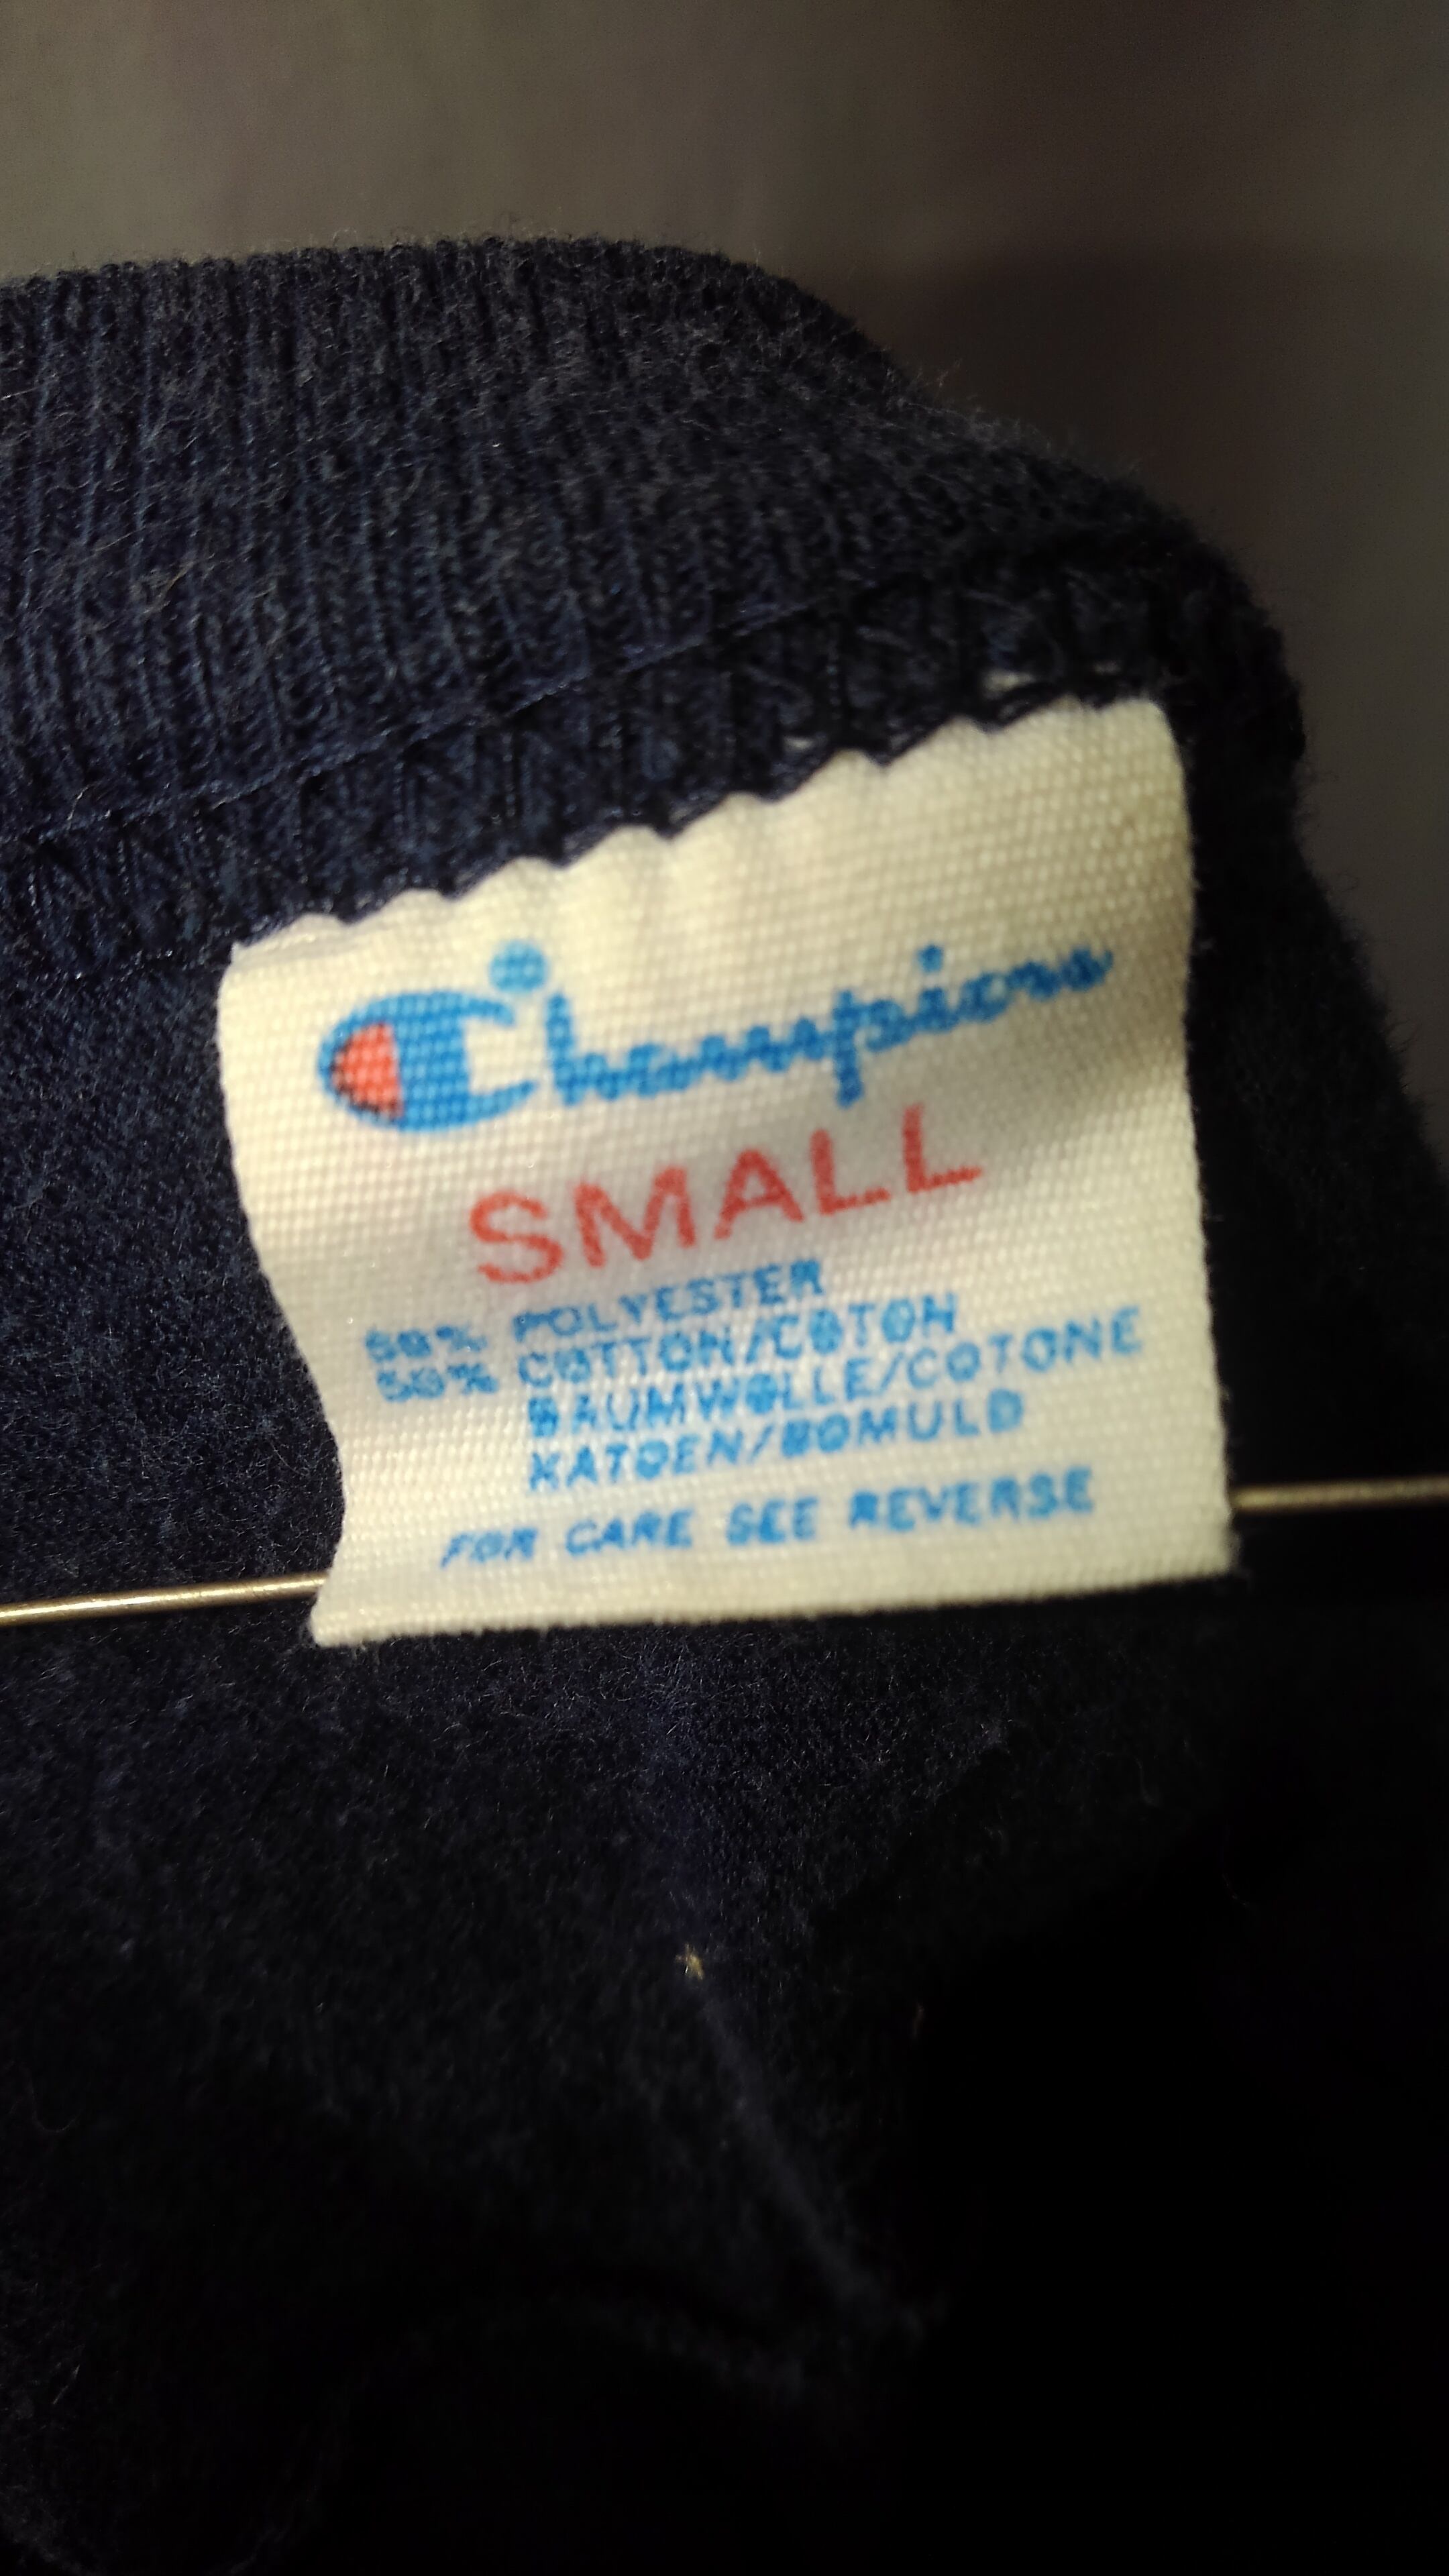 Champion
SMALL
50% POLYESTER
50% COTTON/COTON
BAUMWOLLE/COTONE
KATOEN/BOMULD
FOR CARE SEE REVERSE